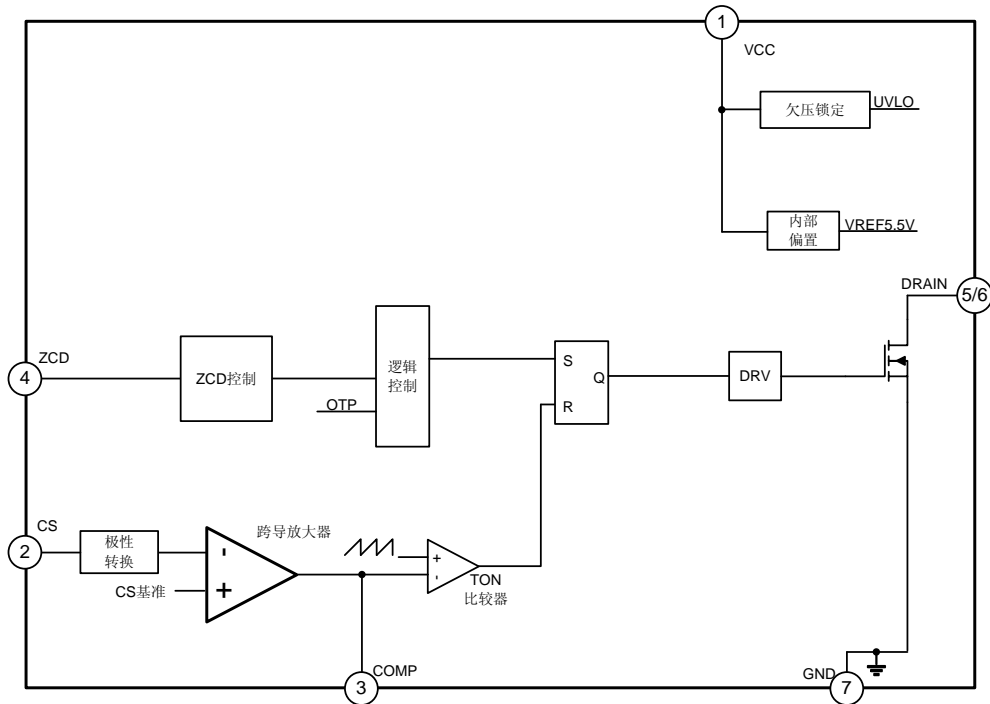 1
VCC
欠压锁定
UVLO
内部
偏置
VREF5.5V
DRAIN
5/6
ZCD
4
ZCD控制
OTP
逻辑
控制
S
R
Q
DRV
CS
2
极性
转换
CS基准
-
+
跨导放大器
+
-
TON
比较器
COMP
3
GND
7